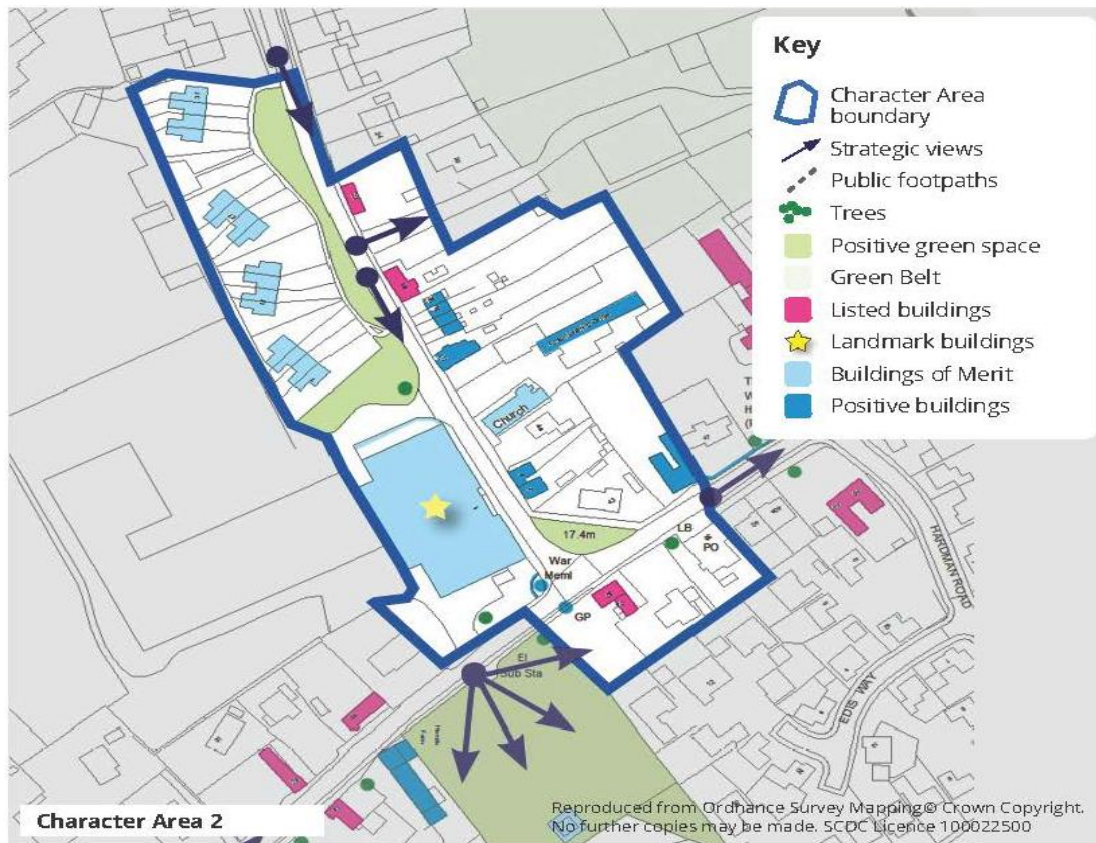 Key
Character Area
boundary
Strategic views
Public footpaths
Trees
Positive green space
Green Belt
Listed buildings
Landmark buildings
Buildings of Merit
Positive buildings
Church
17.4m
War
Meml
LB
PO
GP
El
Sub Sta
HARDMAN ROAD
EDIS WAY
Character Area 2
Reproduced from Ordnance Survey Mapping© Crown Copyright.
No further copies may be made. SCDC Licence 100022500